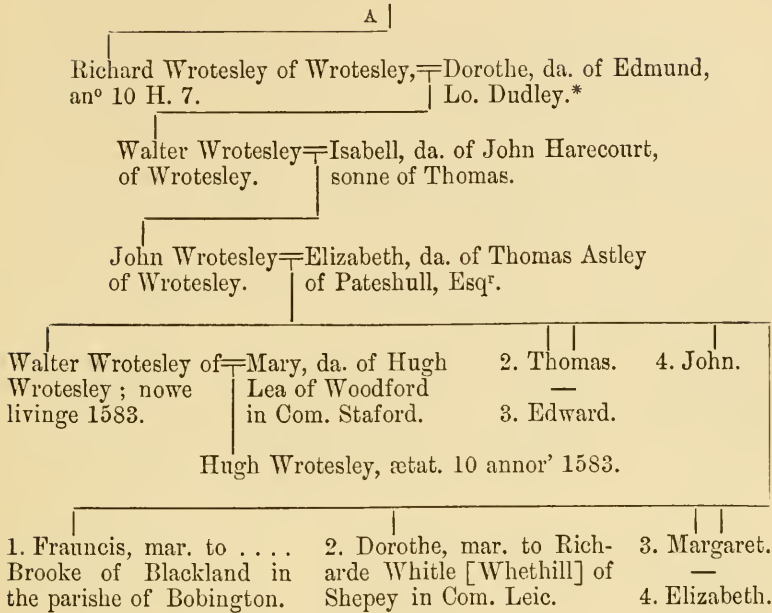 A
Richard Wrotesley of Wrotesley,
anº 10 H. 7.
Dorothe, da. of Edmund,
Lo. Dudley.*
Walter Wrotesley
of Wrotesley.
Isabell, da. of John Harecourt,
sonne of Thomas.
John Wrotesley
of Wrotesley.
Elizabeth, da. of Thomas Astley
of Pateshull, Esqʳ.
Walter Wrotesley of
Wrotesley ; nowe
livinge 1583.
Mary, da. of Hugh
Lea of Woodford
in Com. Staford.
2. Thomas.
—
3. Edward.
4. John.
Hugh Wrotesley, ætat. 10 annor' 1583.
1. Frauncis, mar. to . . . .
Brooke of Blackland in
the parishe of Bobington.
2. Dorothe, mar. to Rich-
arde Whitle [Whethill] of
Shepey in Com. Leic.
3. Margaret.
—
4. Elizabeth.